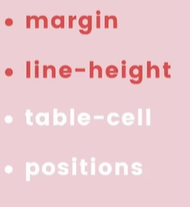 • margin
• line-height
• table-cell
• positions